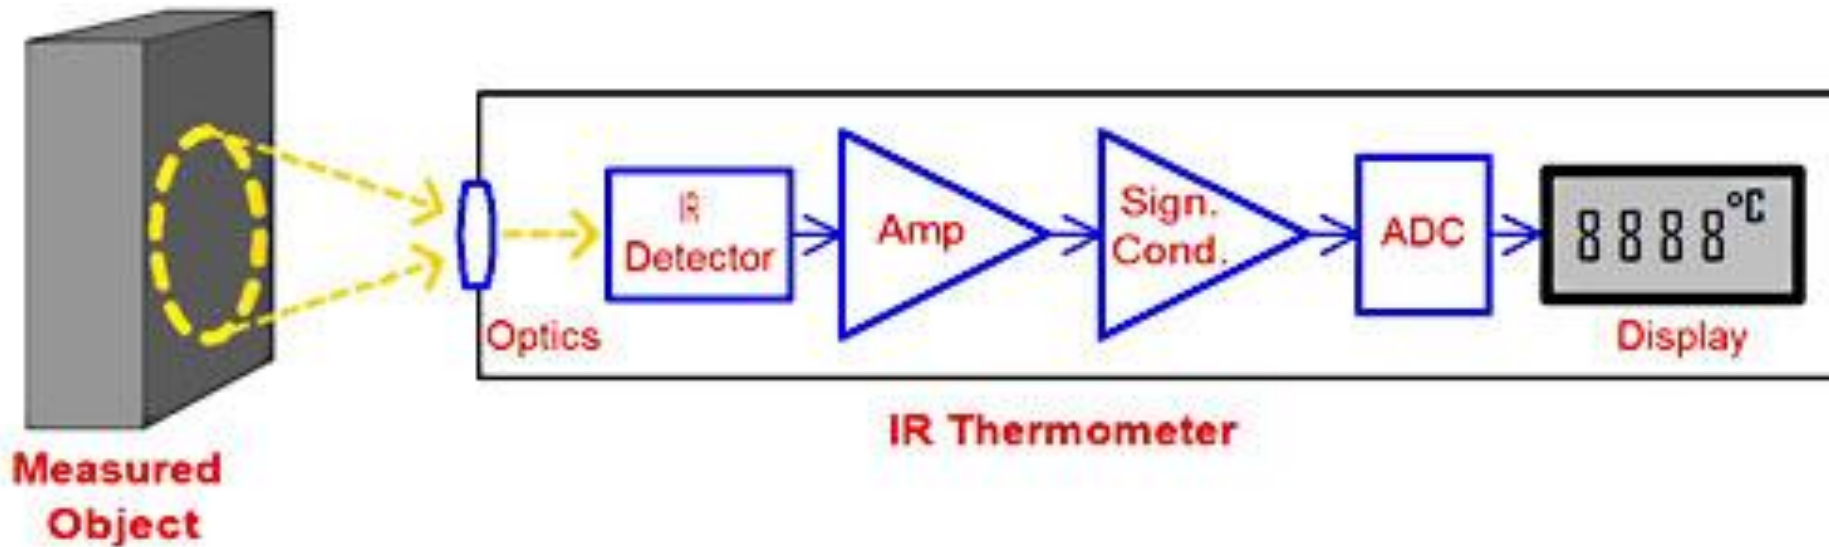 IR
Detector
Amp
Sign.
Cond.
ADC
8888°C
Optics
Display
IR Thermometer
Measured
Object